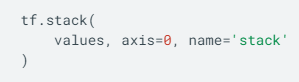 tf.stack(
    values, axis=0, name='stack'
)